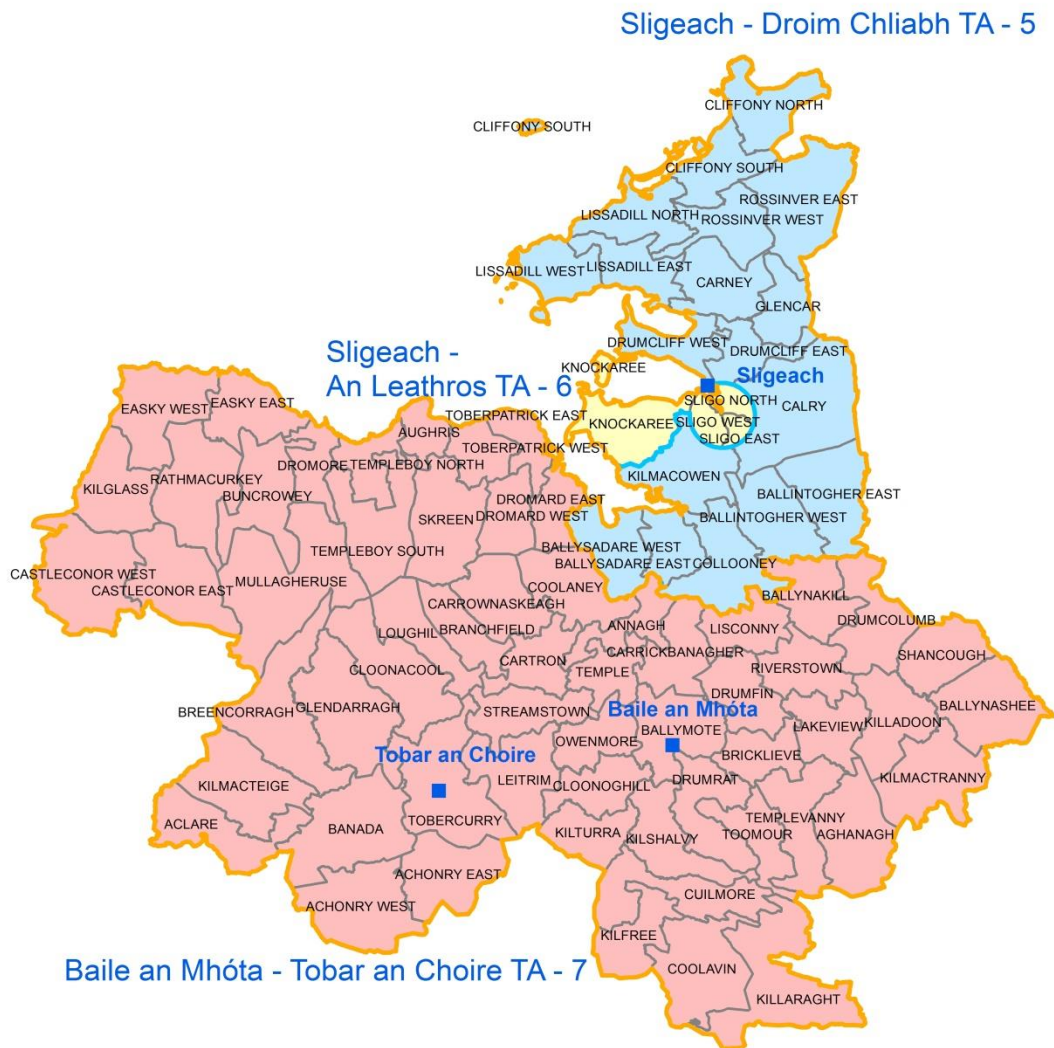 Sligeach - Droim Chliabh TA - 5
CLIFFONY NORTH
CLIFFONY SOUTH
CLIFFONY SOUTH
ROSSINVER EAST
LISSADILL NORTH
ROSSINVER WEST
LISSADILL WEST
LISSADILL EAST
CARNEY
GLENCAR
DRUMCLIFF WEST
DRUMCLIFF EAST
Sligeach -
An Leathros TA - 6
KNOCKAREE
Sligeach
SLIGO NORTH
CALRY
EASKY WEST
EASKY EAST
TOBERPATRICK EAST
KNOCKAREE
SLIGO WEST
SLIGO EAST
AUGHRIS
TOBERPATRICK WEST
DROMORE
TEMPLEBOY NORTH
KILMACOWEN
KILGLASS
RATHMACURKEY
BUNCROWEY
DROMARD EAST
BALLINTOGHER EAST
SKREEN
DROMARD WEST
BALLINTOGHER WEST
TEMPLEBOY SOUTH
BALLYSADARE WEST
BALLYSADARE EAST
COLLOONEY
CASTLECONOR WEST
CASTLECONOR EAST
MULLAGHERUSE
COOLANEY
BALLYNAKILL
CARROWNASKEAGH
DRUMCOLUMB
LOUGHIL
BRANCHFIELD
ANNAGH
LISCONNY
CARRICKBANAGHER
SHANCOUGH
CLOONACOOL
CARTRON
TEMPLE
RIVERSTOWN
DRUMFIN
BALLYNASHEE
BREENCORRAGH
GLENDARRAGH
STREAMSTOWN
Baile an Mhóta
LAKEVIEW
KILLADOON
BALLYMOTE
OWENMORE
BRICKLIEVE
Tobar an Choire
KILMACTEIGE
LEITRIM
CLOONOGHILL
DRUMRAT
KILMACTRANNY
ACLARE
BANADA
TOBERCURRY
TEMPLEVANNY
KILTURRA
KILSHALVY
TOOMOUR
AGHANAGH
ACHONRY EAST
CUILMORE
ACHONRY WEST
KILFREE
COOLAVIN
Baile an Mhóta - Tobar an Choire TA - 7
KILLARAGHT